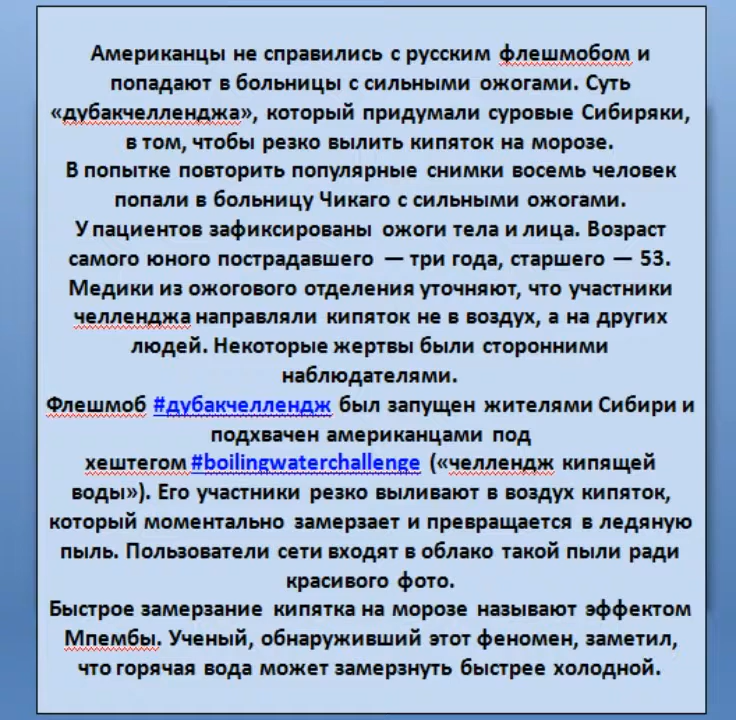 Американцы не справились с русским флешмобом и
попадают в больницы с сильными ожогами. Суть
«дубакчелленджа», который придумали суровые Сибиряки,
в том, чтобы резко вылить кипяток на морозе.
В попытке повторить популярные снимки восемь человек
попали в больницу Чикаго с сильными ожогами.
У пациентов зафиксированы ожоги тела и лица. Возраст
самого юного пострадавшего — три года, старшего — 53.
Медики из ожогового отделения уточняют, что участники
челленджа направляли кипяток не в воздух, а на других
людей. Некоторые жертвы были сторонними
наблюдателями.
Флешмоб #дубакчеллендж был запущен жителями Сибири и
подхвачен американцами под
хештегом #boilingwaterchallenge («челлендж кипящей
воды»). Его участники резко выливают в воздух кипяток,
который моментально замерзает и превращается в ледяную
пыль. Пользователи сети входят в облако такой пыли ради
красивого фото.
Быстрое замерзание кипятка на морозе называют эффектом
Мпембы. Ученый, обнаруживший этот феномен, заметил,
что горячая вода может замерзнуть быстрее холодной.